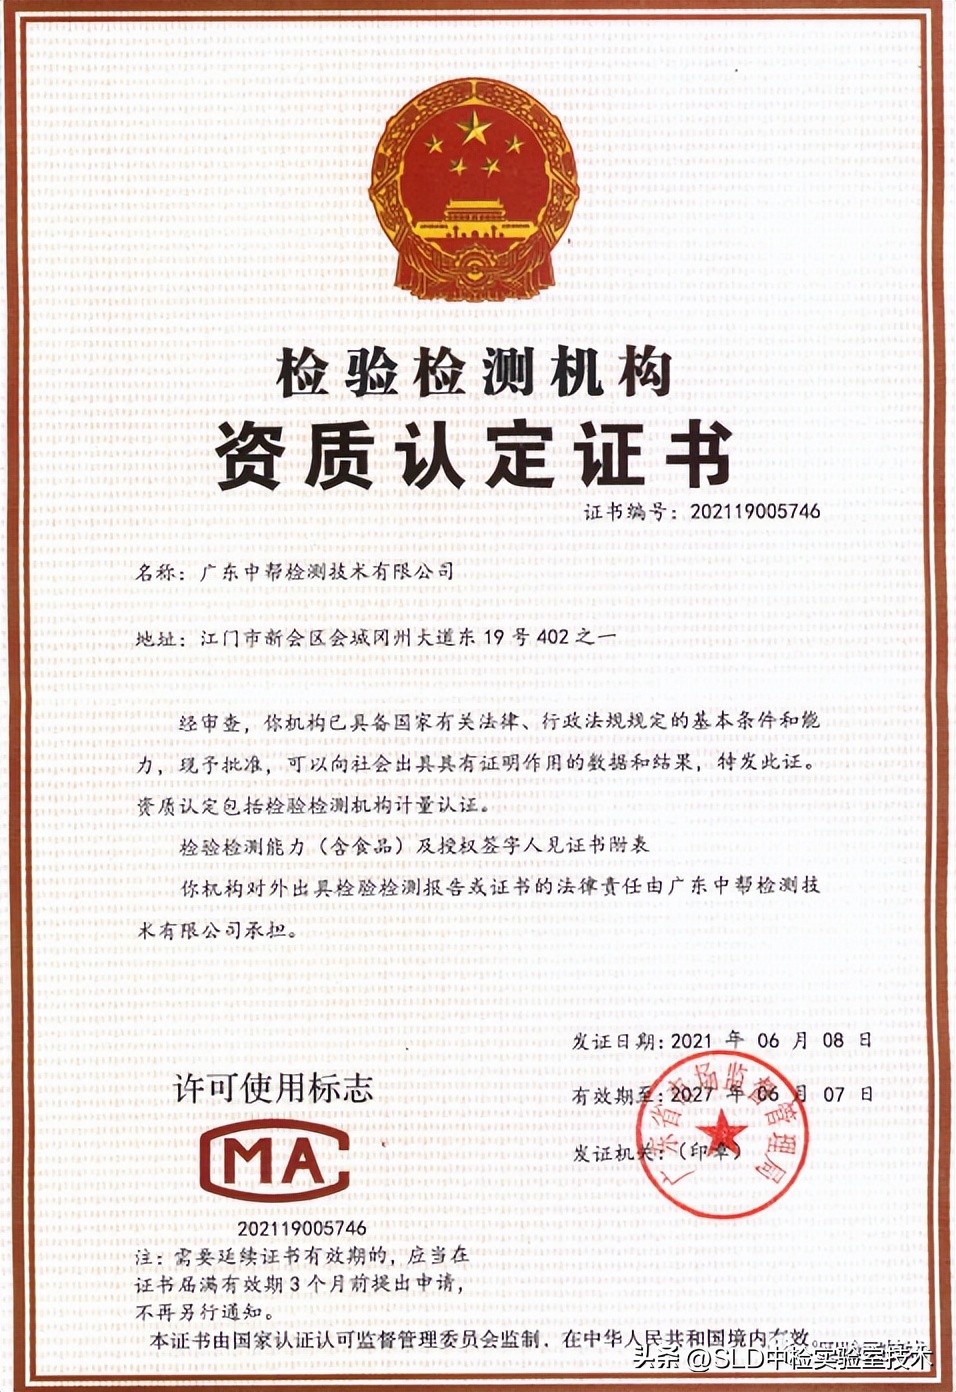 检验检测机构
资质认定证书
证书编号：202119005746
名称：广东中帮检测技术有限公司
地址：江门市新会区会城冈州大道东19号402之一
经审查，你机构已具备国家有关法律、行政法规规定的基本条件和能
力，现予批准，可以向社会出具具有证明作用的数据和结果，特发此证。
资质认定包括检验检测机构计量认证。
检验检测能力（含食品）及授权签字人见证书附表
你机构对外出具检验检测报告或证书的法律责任由广东中帮检测技
术有限公司承担。
发证日期：2021 年 06 月 08 日
有效期至：2027 年 06 月 07 日
发证机关：（印章）
广东省市场监督管理局
许可使用标志
MA
202119005746
注：需要延续证书有效期的，应当在
证书届满有效期3个月前提出申请，
不再另行通知。
本证书由国家认证认可监督管理委员会监制，在中华人民共和国境内有效。
头条 @SLD中检实验室技术